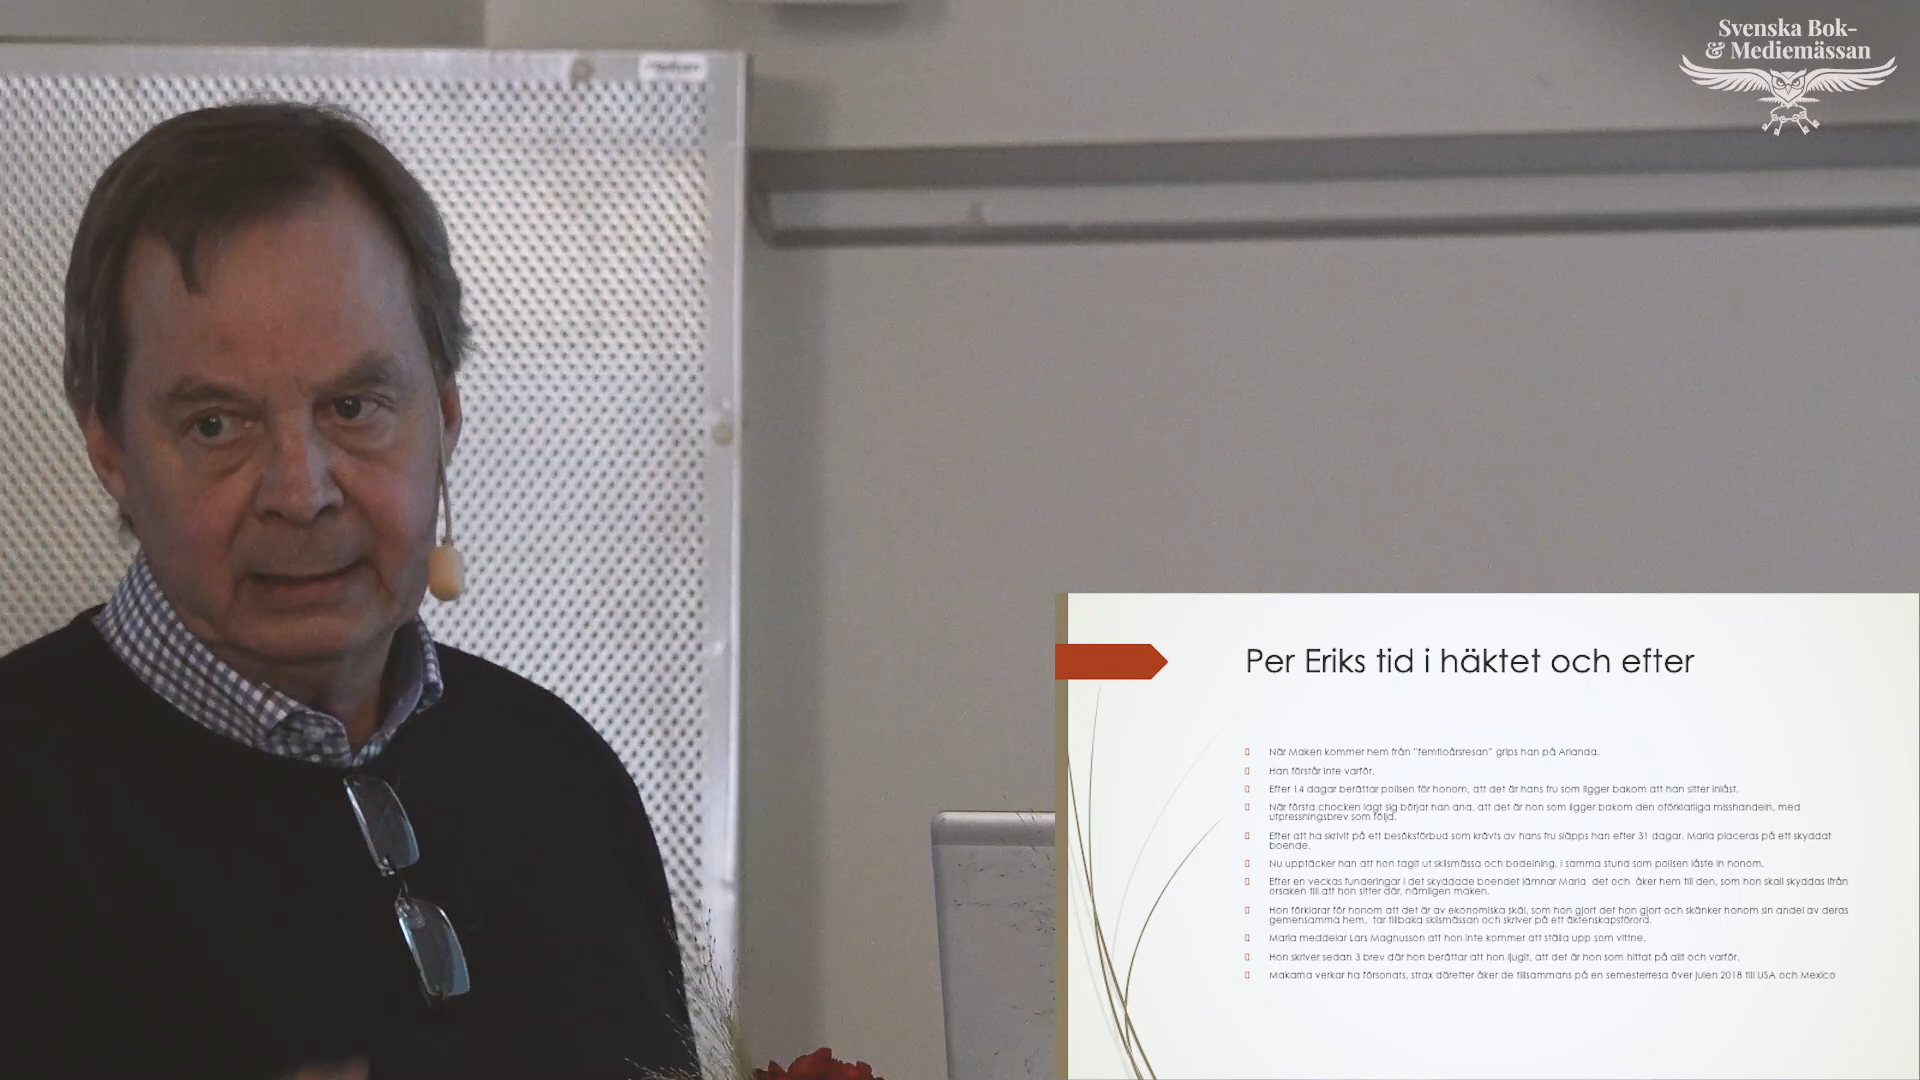 Svenska Bok-
& Mediemässan
Per Eriks tid i häktet och efter
När Maken kommer hem från "femtioårsresan" grips han på Arlanda.
Han förstår inte varför.
Efter 14 dagar berättar polisen för honom, att det är hans fru som ligger bakom att han sitter inlåst.
När första chocken lagt sig börjar han ana, att det är hon som ligger bakom den oförklarliga misshandeln, med
utpressningsbrev som följd.
Efter att ha skrivit på ett besöksförbud som krävts av hans fru släpps han efter 31 dagar. Maria placeras på ett skyddat
boende.
Nu upptäcker han att hon tagit ut skilsmässa och bodelning, i samma stund som polisen låste in honom.
Efter en veckas funderingar i det skyddade boendet lämnar Maria det och åker hem till den, som hon skall skyddas ifrån
orsaken till att hon sitter där, nämligen maken.
Hon förklarar för honom att det är av ekonomiska skäl, som hon gjort det hon gjort och skänker honom sin andel av deras
gemensamma hem, tar tillbaka skilsmässan och skriver på ett äktenskapsförord.
Maria meddelar Lars Magnusson att hon inte kommer att ställa upp som vittne.
Hon skriver sedan 3 brev där hon berättar att hon ljugit, att det är hon som hittat på allt och varför.
Makarna verkar ha försonats, strax därefter åker de tillsammans på en semesterresa över julen 2018 till USA och Mexico